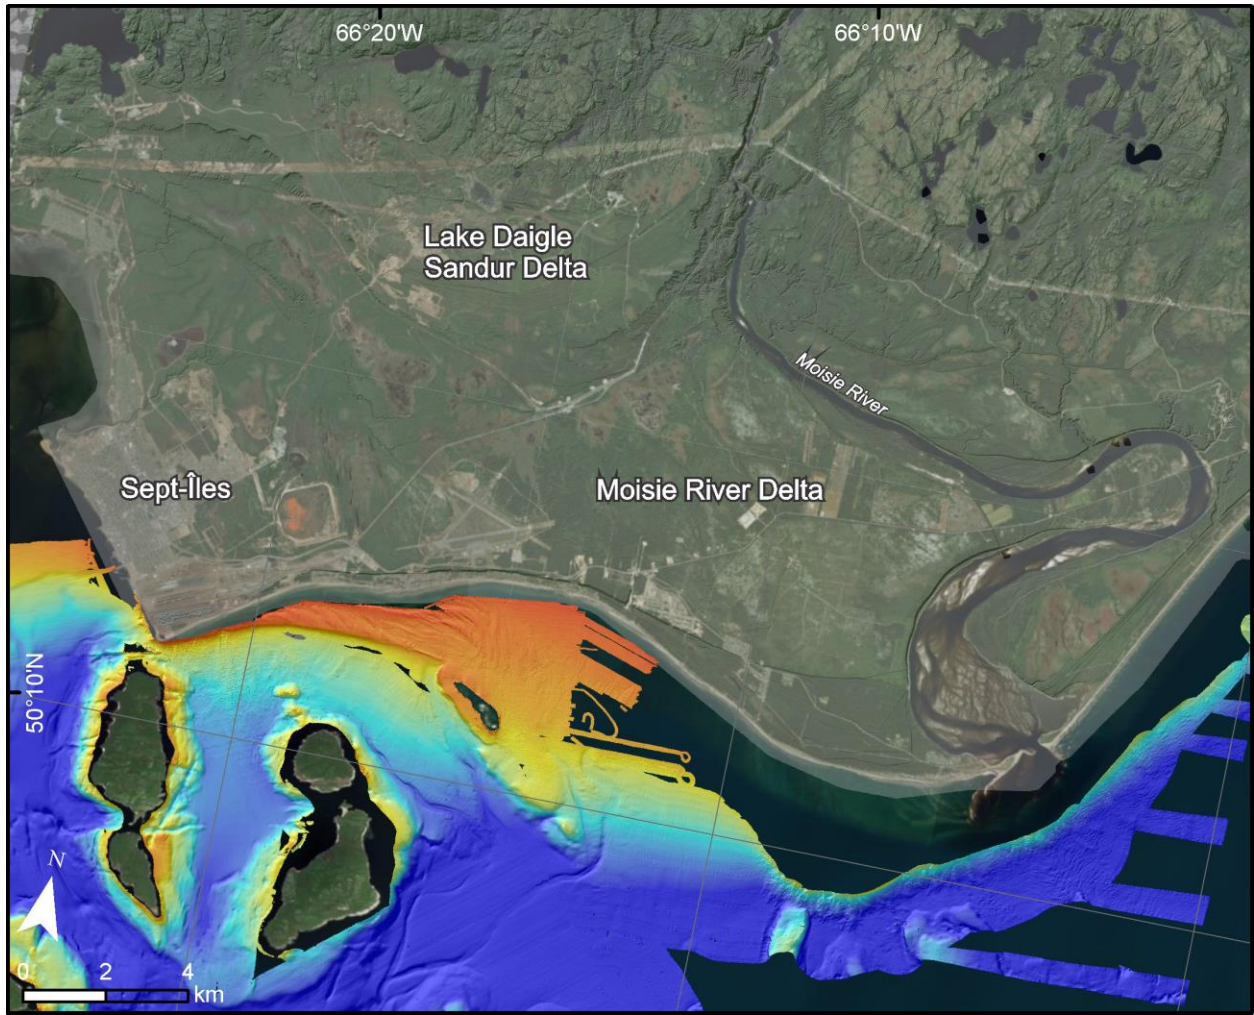 66°20'W
66°10'W
Lake Daigle
Sandur Delta
Moisie River
Sept-Îles
Moisie River Delta
50°10'N
N
0 2 4
km